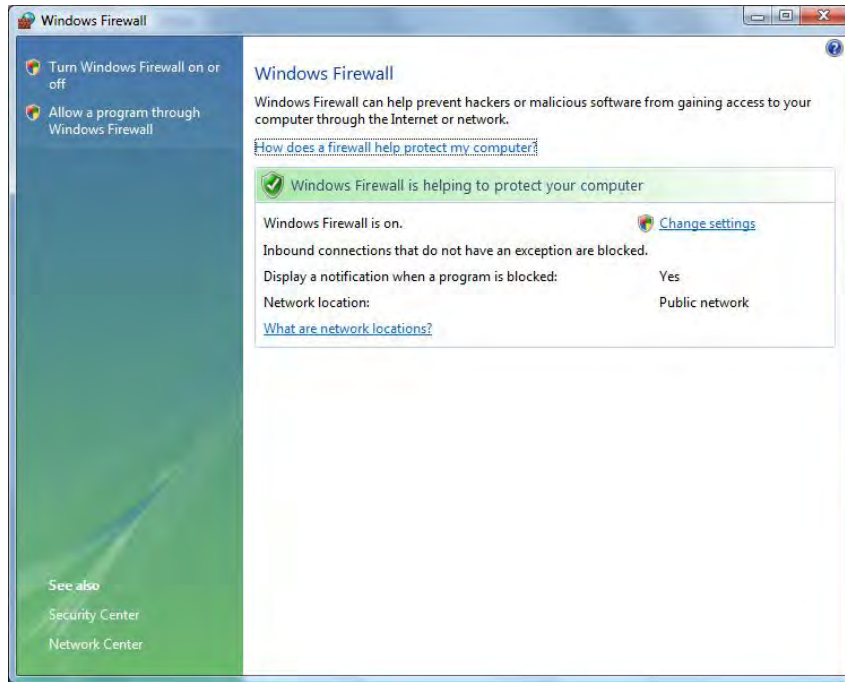 Windows Firewall
Turn Windows Firewall on or
off
Allow a program through
Windows Firewall
Windows Firewall
Windows Firewall can help prevent hackers or malicious software from gaining access to your
computer through the Internet or network.
How does a firewall help protect my computer?
Windows Firewall is helping to protect your computer
Windows Firewall is on.
Change settings
Inbound connections that do not have an exception are blocked.
Display a notification when a program is blocked: Yes
Network location: Public network
What are network locations?
See also
Security Center
Network Center